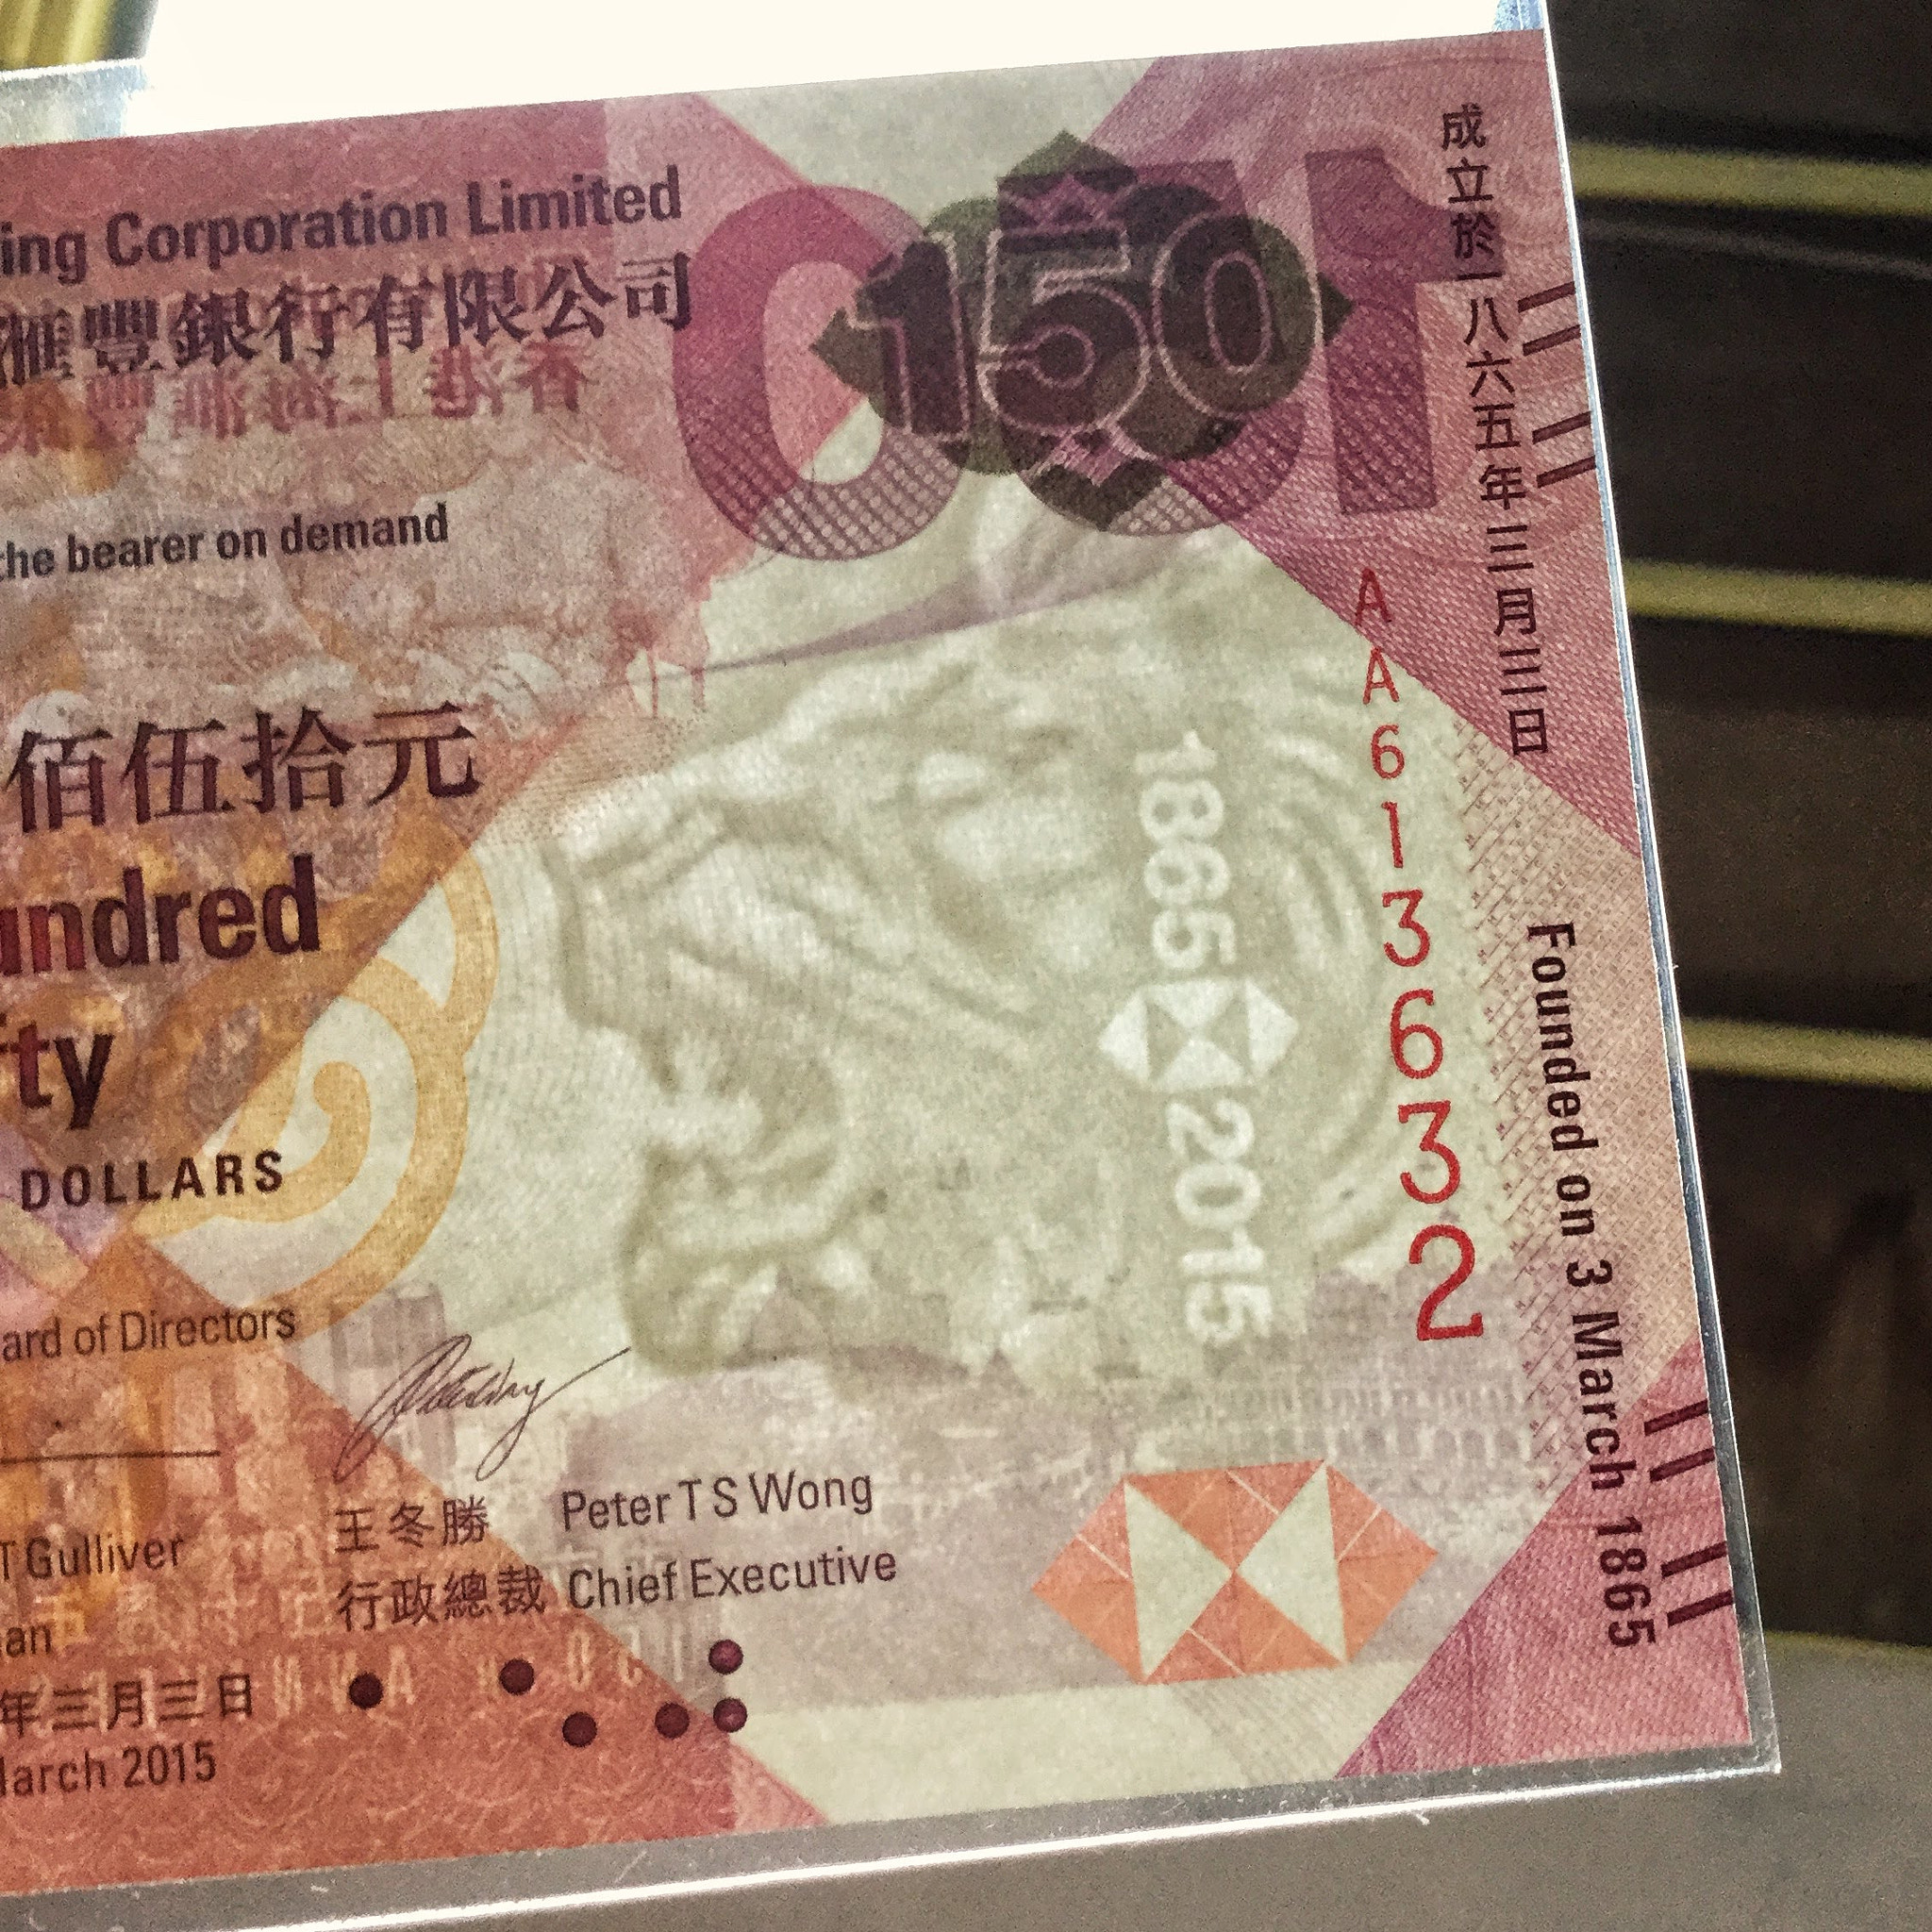 ing Corporation Limited
滙豐銀行有限公司
150
the bearer on demand
佰伍拾元
undred
fty
DOLLARS
ard of Directors
王冬勝 Peter T S Wong
行政總裁 Chief Executive
T Gulliver
an
年三月三日
March 2015
1865 2015
AA613632
成立於一八六五年三月三日
Founded on 3 March 1865